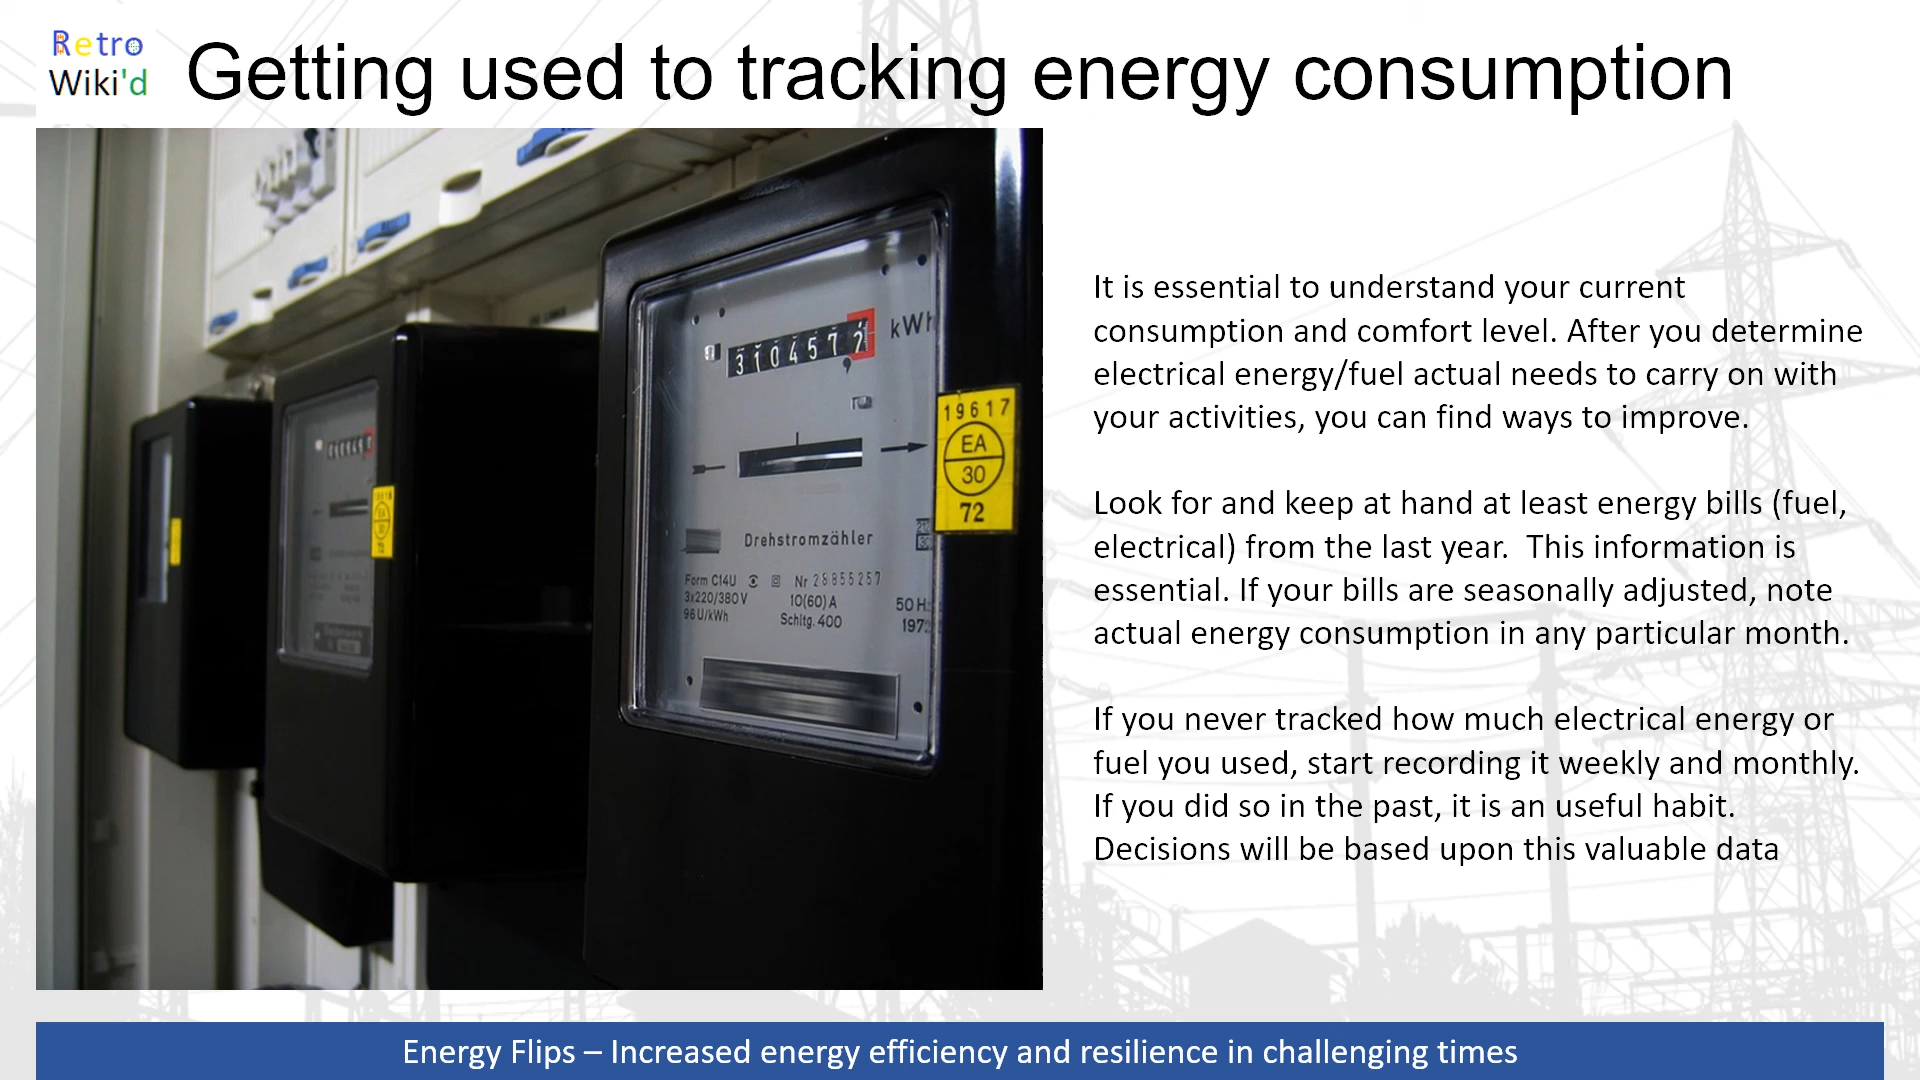 Retro
Wiki'd
Getting used to tracking energy consumption
kWh
19617
EA
30
72
Drehstromzähler
Form C14U
Nr 28855257
3x220/380V
10(60)A
50 H
96U/kWh
Schltg. 400
197
It is essential to understand your current
consumption and comfort level. After you determine
electrical energy/fuel actual needs to carry on with
your activities, you can find ways to improve.
Look for and keep at hand at least energy bills (fuel,
electrical) from the last year.  This information is
essential. If your bills are seasonally adjusted, note
actual energy consumption in any particular month.
If you never tracked how much electrical energy or
fuel you used, start recording it weekly and monthly.
If you did so in the past, it is an useful habit.
Decisions will be based upon this valuable data
Energy Flips – Increased energy efficiency and resilience in challenging times